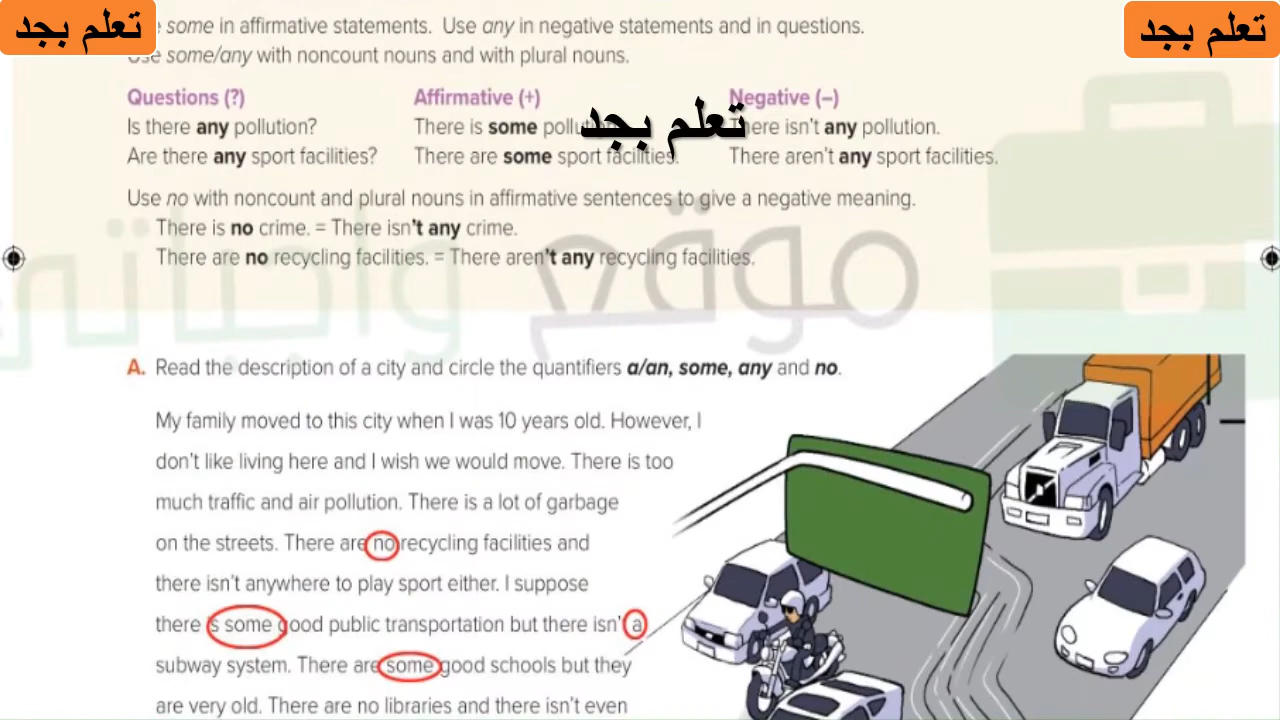 تعلم بجد
تعلم بجد
some in affirmative statements. Use any in negative statements and in questions.
Use some/any with noncount nouns and with plural nouns.
Questions (?) Affirmative (+) Negative (–)
Is there any pollution? There is some pollution. There isn't any pollution.
تعلم بجد
Are there any sport facilities? There are some sport facilities. There aren't any sport facilities.
Use no with noncount and plural nouns in affirmative sentences to give a negative meaning.
There is no crime. = There isn't any crime.
There are no recycling facilities. = There aren't any recycling facilities.
موقع واجباتي
A. Read the description of a city and circle the quantifiers a/an, some, any and no.
My family moved to this city when I was 10 years old. However, I
don't like living here and I wish we would move. There is too
much traffic and air pollution. There is a lot of garbage
on the streets. There are no recycling facilities and
there isn't anywhere to play sport either. I suppose
there is some good public transportation but there isn't a
subway system. There are some good schools but they
are very old. There are no libraries and there isn't even